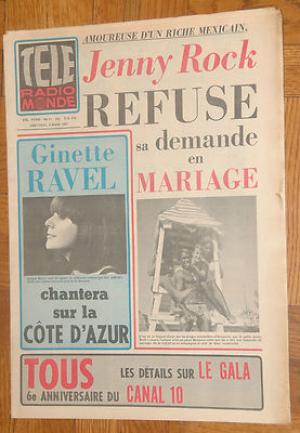 AMOUREUSE D'UN RICHE MEXICAIN,
TÉLÉ
RADIO
MONDE
Jenny Rock
REFUSE
sa demande
en
MARIAGE
Ginette
RAVEL
chantera
sur la
CÔTE D'AZUR
TOUS LES DÉTAILS SUR LE GALA
6e ANNIVERSAIRE DU CANAL 10